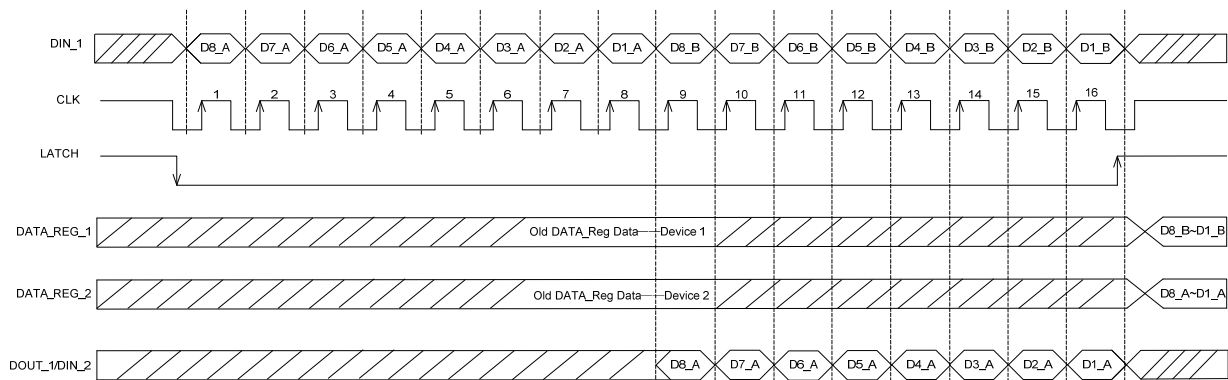 DIN_1 D8_A D7_A D6_A D5_A D4_A D3_A D2_A D1_A D8_B D7_B D6_B D5_B D4_B D3_B D2_B D1_B
CLK 1 2 3 4 5 6 7 8 9 10 11 12 13 14 15 16
LATCH
DATA_REG_1 Old DATA_Reg Data——Device 1 D8_B~D1_B
DATA_REG_2 Old DATA_Reg Data——Device 2 D8_A~D1_A
DOUT_1/DIN_2 D8_A D7_A D6_A D5_A D4_A D3_A D2_A D1_A